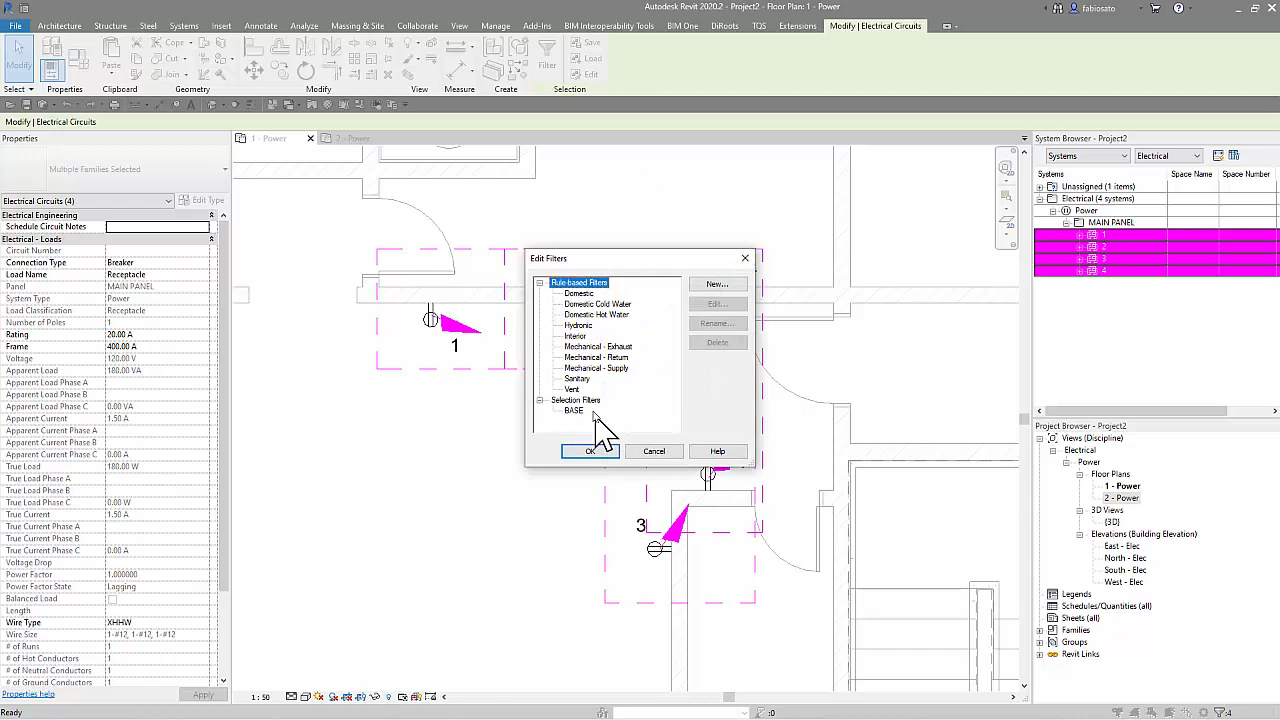 Autodesk Revit 2020.2 - Project2 - Floor Plan: 1 - Power
fabiosato
File Architecture Structure Steel Systems Insert Annotate Analyze Massing & Site Collaborate View Manage Add-Ins BIM Interoperability Tools BIM One DiRoots TQS Extensions Modify | Electrical Circuits
Modify Paste Cope Cut Join Filter Save Load Edit
Select Properties Clipboard Geometry Modify View Measure Create Selection
Modify | Electrical Circuits
Properties
Multiple Families Selected
Electrical Circuits (4) Edit Type
Electrical Engineering
Schedule Circuit Notes
Electrical - Loads
Circuit Number
Connection Type Breaker
Load Name Receptacle
Panel MAIN PANEL
System Type Power
Load Classification Receptacle
Number of Poles 1
Rating 20.00 A
Frame 400.00 A
Voltage 120.00 V
Apparent Load 180.00 VA
Apparent Load Phase A
Apparent Load Phase B
Apparent Load Phase C 0.00 VA
Apparent Current 1.50 A
Apparent Current Phase A
Apparent Current Phase B
Apparent Current Phase C 0.00 A
True Load 180.00 W
True Load Phase A
True Load Phase B
True Load Phase C 0.00 W
True Current 1.50 A
True Current Phase A
True Current Phase B
True Current Phase C 0.00 A
Voltage Drop
Power Factor 1.000000
Power Factor State Lagging
Balanced Load
Length
Wire Type XHHW
Wire Size 1-#12, 1-#12, 1-#12
# of Runs 1
# of Hot Conductors 1
# of Neutral Conductors 1
# of Ground Conductors 1
Properties help Apply
Ready
1 - Power 2 - Power
1
3
Edit Filters
Rule-based Filters
Domestic
Domestic Cold Water
Domestic Hot Water
Hydronic
Interior
Mechanical - Exhaust
Mechanical - Return
Mechanical - Supply
Sanitary
Vent
Selection Filters
BASE
New...
Edit...
Rename...
Delete
OK Cancel Help
1 : 50
:0
System Browser - Project2
Systems Electrical
Systems Space Name Space Number
Unassigned (1 items)
Electrical (4 systems)
Power
MAIN PANEL
1
2
3
4
Project Browser - Project2
Views (Discipline)
Electrical
Power
Floor Plans
1 - Power
2 - Power
3D Views
{3D}
Elevations (Building Elevation)
East - Elec
North - Elec
South - Elec
West - Elec
Legends
Schedules/Quantities (all)
Sheets (all)
Families
Groups
Revit Links
:4